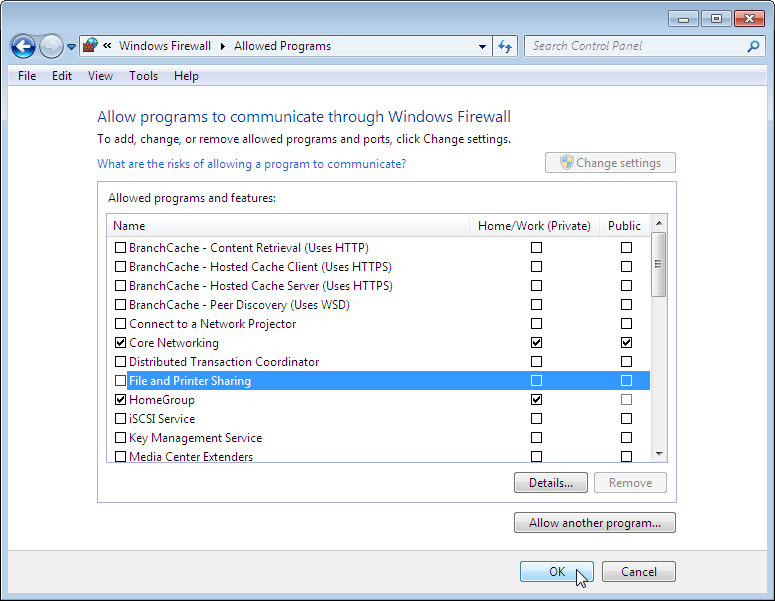 « Windows Firewall ▸ Allowed Programs
Search Control Panel
File Edit View Tools Help
Allow programs to communicate through Windows Firewall
To add, change, or remove allowed programs and ports, click Change settings.
What are the risks of allowing a program to communicate?
Change settings
Allowed programs and features:
Name Home/Work (Private) Public
BranchCache - Content Retrieval (Uses HTTP)
BranchCache - Hosted Cache Client (Uses HTTPS)
BranchCache - Hosted Cache Server (Uses HTTPS)
BranchCache - Peer Discovery (Uses WSD)
Connect to a Network Projector
Core Networking
Distributed Transaction Coordinator
File and Printer Sharing
HomeGroup
iSCSI Service
Key Management Service
Media Center Extenders
Details... Remove
Allow another program...
OK Cancel